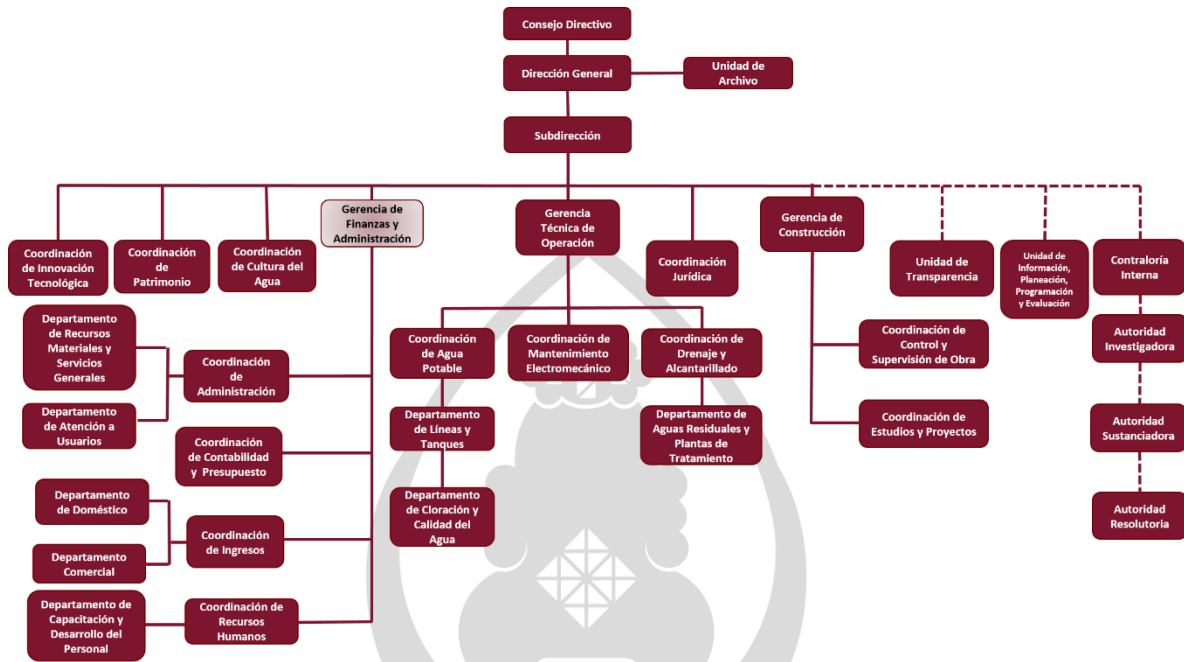 Consejo Directivo
Dirección General
Unidad de
Archivo
Subdirección
Coordinación
de Innovación
Tecnológica
Coordinación
de
Patrimonio
Coordinación
de Cultura del
Agua
Gerencia de
Finanzas y
Administración
Gerencia
Técnica de
Operación
Coordinación
Jurídica
Gerencia de
Construcción
Unidad de
Transparencia
Unidad de
Información,
Planeación,
Programación
y Evaluación
Contraloría
Interna
Departamento
de Recursos
Materiales y
Servicios
Generales
Departamento
de Atención a
Usuarios
Coordinación
de
Administración
Coordinación
de Contabilidad
y Presupuesto
Departamento
de Doméstico
Departamento
Comercial
Coordinación
de Ingresos
Departamento de
Capacitación y
Desarrollo del
Personal
Coordinación de
Recursos
Humanos
Coordinación
de Agua
Potable
Departamento
de Líneas y
Tanques
Departamento
de Cloración y
Calidad del
Agua
Coordinación de
Mantenimiento
Electromecánico
Coordinación de
Drenaje y
Alcantarillado
Departamento de
Aguas Residuales y
Plantas de
Tratamiento
Coordinación de
Control y
Supervisión de Obra
Coordinación de
Estudios y Proyectos
Autoridad
Investigadora
Autoridad
Sustanciadora
Autoridad
Resolutoria